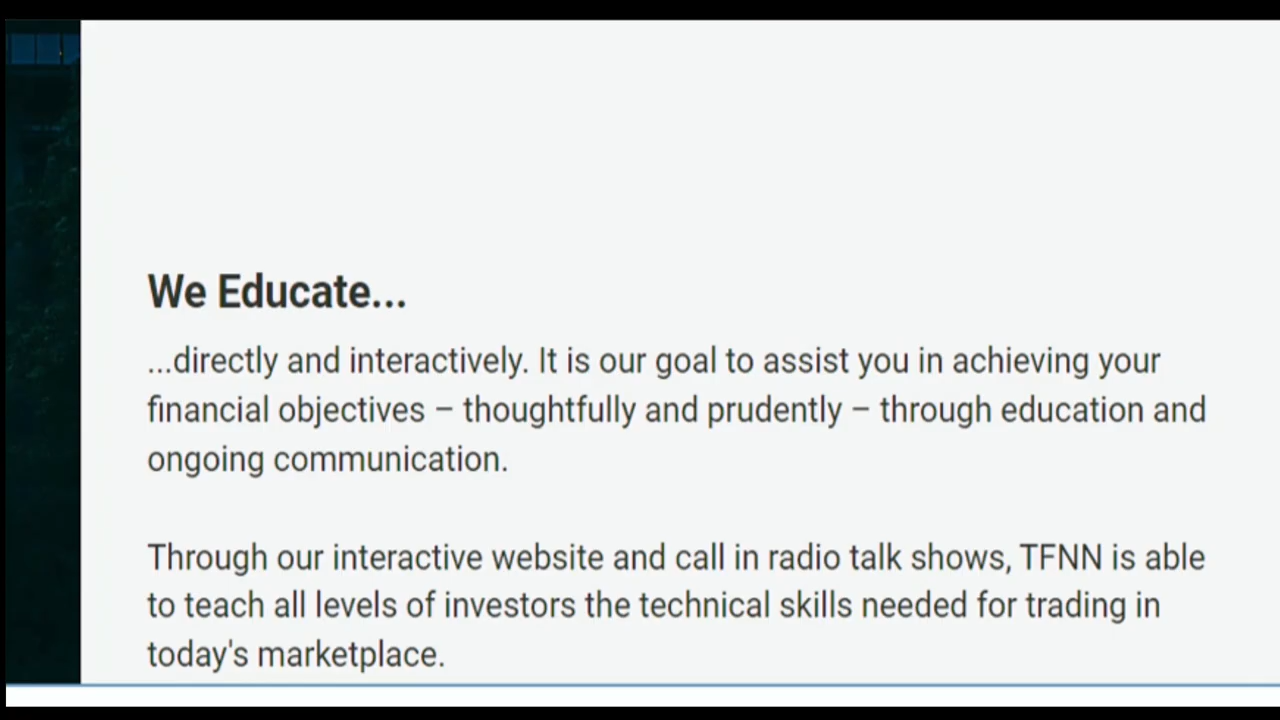 We Educate...
...directly and interactively. It is our goal to assist you in achieving your
financial objectives – thoughtfully and prudently – through education and
ongoing communication.
Through our interactive website and call in radio talk shows, TFNN is able
to teach all levels of investors the technical skills needed for trading in
today's marketplace.